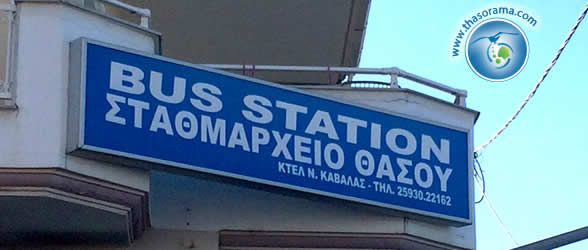 www.thasorama.com
BUS STATION
ΣΤΑΘΜΑΡΧΕΙΟ ΘΑΣΟΥ
ΚΤΕΛ Ν. ΚΑΒΑΛΑΣ - ΤΗΛ. 25930.22162